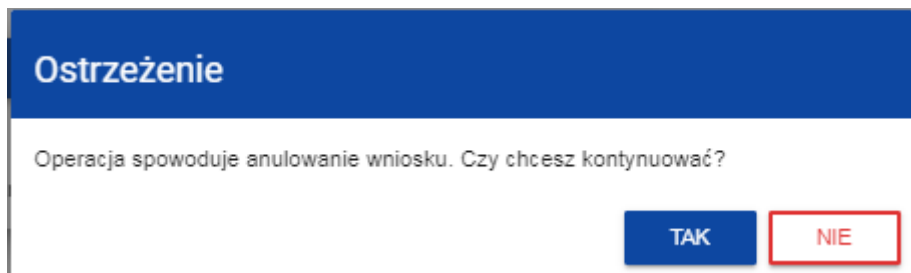 Ostrzeżenie
Operacja spowoduje anulowanie wniosku. Czy chcesz kontynuować?
TAK NIE